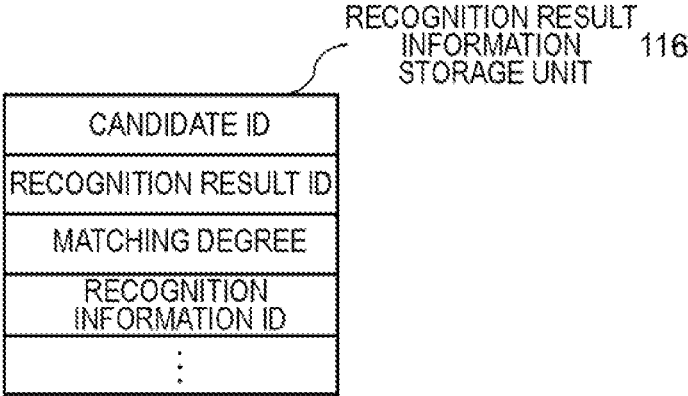 RECOGNITION RESULT
INFORMATION 116
STORAGE UNIT
CANDIDATE ID
RECOGNITION RESULT ID
MATCHING DEGREE
RECOGNITION
INFORMATION ID
⋮